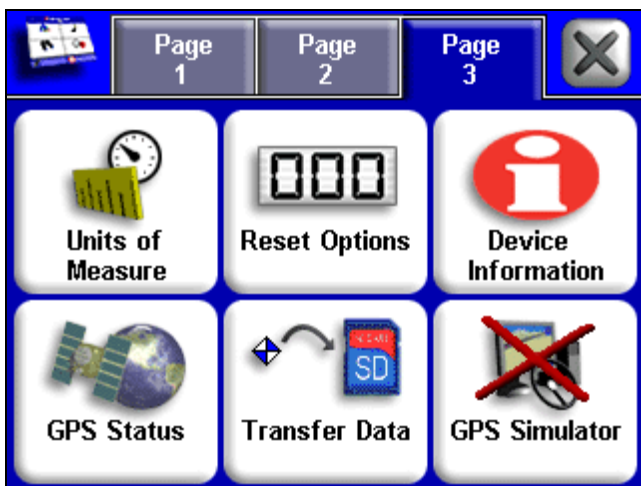 Page
1
Page
2
Page
3
000
Units of
Measure
Reset Options
Device
Information
SD
GPS Status
Transfer Data
GPS Simulator